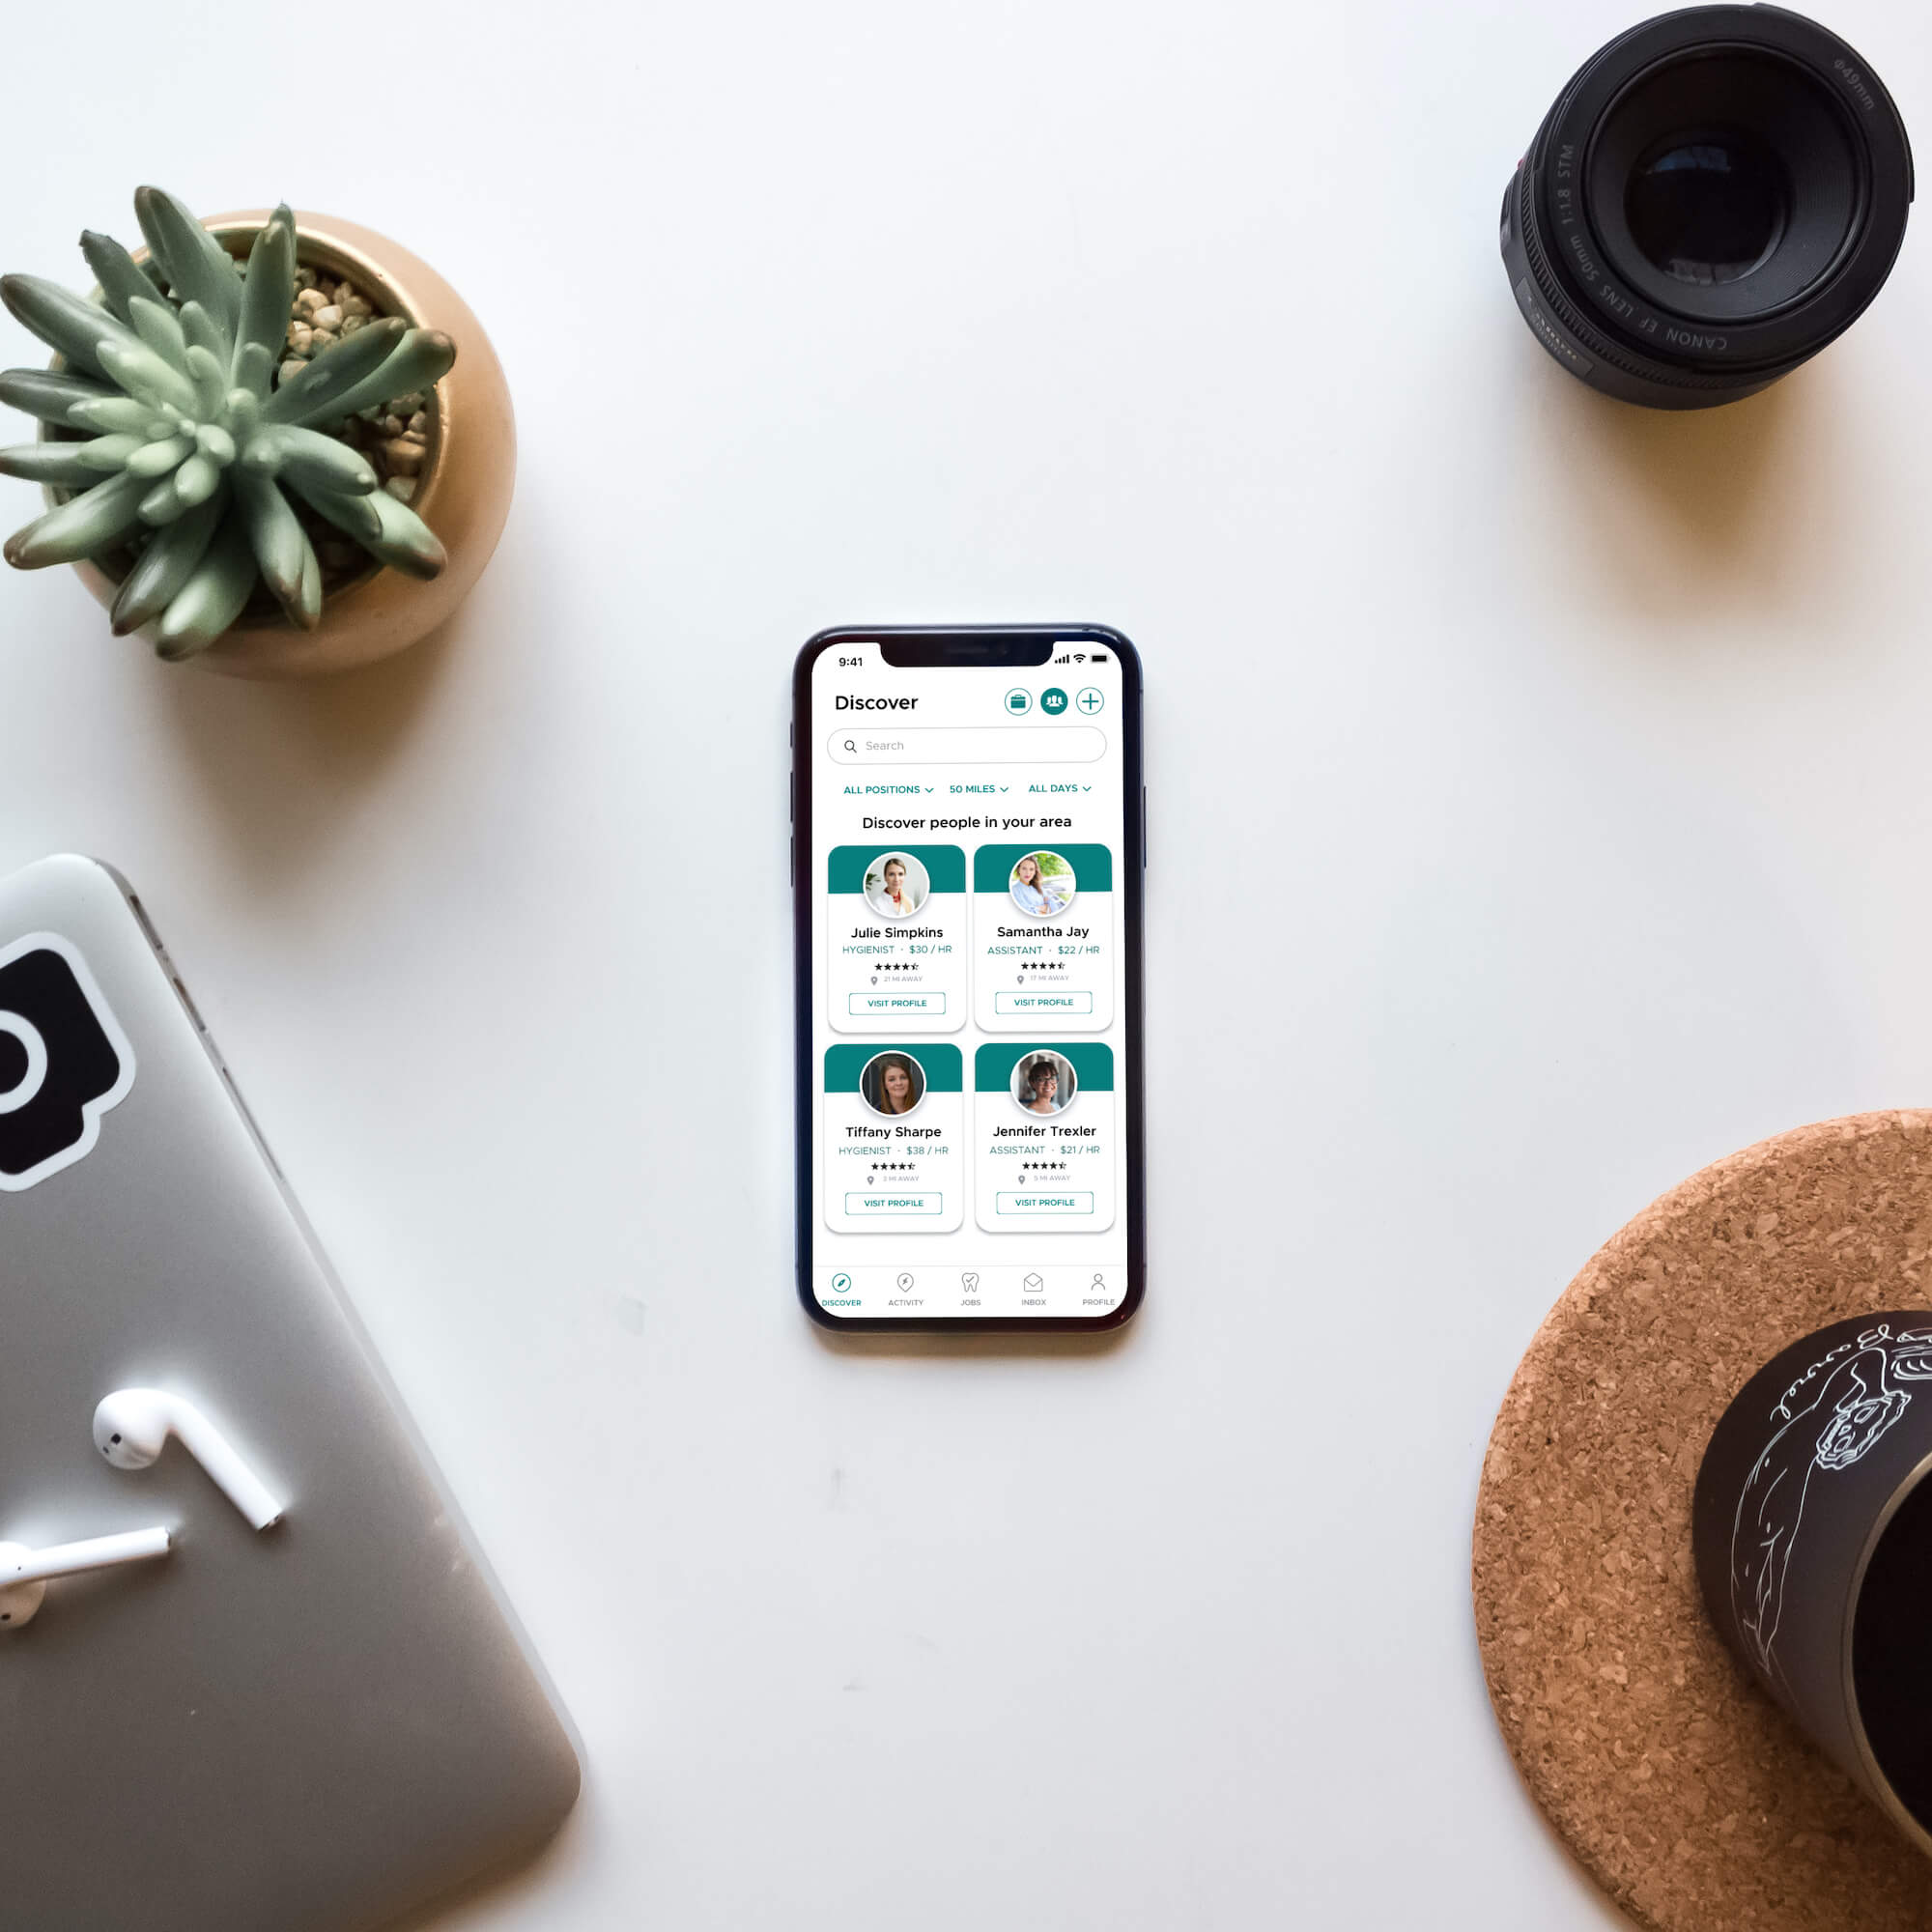 Φ49mm
CANON EF LENS 50mm 1:1.8 STM
9:41
Discover
Search
ALL POSITIONS 50 MILES ALL DAYS
Discover people in your area
Julie Simpkins
HYGIENIST · $30 / HR
21 MI AWAY
VISIT PROFILE
Samantha Jay
ASSISTANT · $22 / HR
17 MI AWAY
VISIT PROFILE
Tiffany Sharpe
HYGIENIST · $38 / HR
MI AWAY
VISIT PROFILE
Jennifer Trexler
ASSISTANT · $21 / HR
MI AWAY
VISIT PROFILE
DISCOVER ACTIVITY JOBS INBOX PROFILE